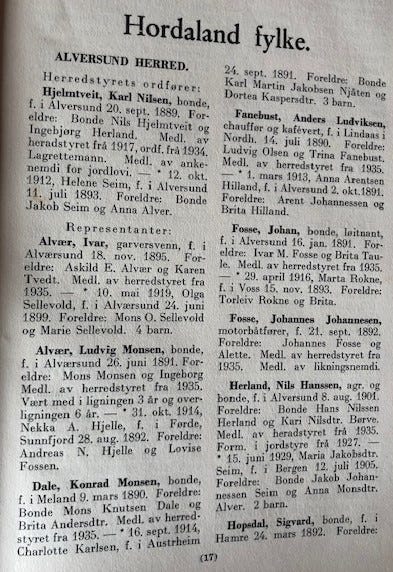 Hordaland fylke.
ALVERSUND HERRED.
Herredstyrets ordfører:
Hjelmtveit, Karl Nilsen, bonde,
f. i Alversund 20. sept. 1889. For-
eldre: Bonde Nils Hjelmtveit og
Ingebjørg Herland. Medl. av
heradstyret frå 1917, ordf. frå 1934.
Lagrettemann. Medl. av anke-
nemdi for jordlovi. — * 12. okt.
1912, Helene Seim, f. i Alversund
11. juli 1893. Foreldre: Bonde
Jakob Seim og Anna Alver.
Representanter:
Alvær, Ivar, garversvenn, f. i
Alversund 18. nov. 1895. For-
eldre: Askild E. Alvær og Karen
Tvedt. Medl. av herredstyret fra
1935. — * 10. mai 1919, Olga
Sellevold, f. i Alversund 24. juni
1899. Foreldre: Mons O. Sellevold
og Marie Sellevold. 4 barn.
Alvær, Ludvig Monsen, bonde,
f. i Alversund 26. juni 1891. For-
eldre: Mons Monsen og Ingeborg
Medl. av herredstyret fra 1935.
Vært med i ligningen 3 år og over-
ligningen 6 år. — * 31. okt. 1914,
Nekka A. Hjelle, f. i Førde,
Sunnfjord 28. aug. 1892. Foreldre:
Andreas N. Hjelle og Lovise
Fossen.
Dale, Konrad Monsen, bonde,
f. i Meland 9. mars 1890. Foreldre:
Bonde Mons Knutsen Dale og
Brita Andersdtr. Medl. av herred-
styret fra 1935. — * 16. sept. 1914,
Charlotte Karlsen, f. i Austrheim
24. sept. 1891. Foreldre: Bonde
Karl Martin Jakobsen Njåten og
Dortea Kaspersdtr. 3 barn.
Fanebust, Anders Ludviksen,
chauffør og kafévert, f. i Lindaas i
Nordh. 14. juli 1890. Foreldre:
Ludvig Olsen og Trina Fanebust.
Medl. av herredstyret fra 1935.
— * 1. mars 1913, Anna Arentsen
Hilland, f. i Alversund 2. okt. 1891.
Foreldre: Arent Johannessen og
Brita Hilland.
Fosse, Johan, bonde, løitnant,
f. i Alversund 16. jan. 1891. For-
eldre: Ivar M. Fosse og Brita Tau-
le. Medl. av herredstyret fra 1935.
— * 29. april 1916, Marta Rokne,
f. i Voss 15. nov. 1893. Foreldre:
Torleiv Rokne og Brita.
Fosse, Johannes Johannesen,
motorbåtfører, f. 21. sept. 1892.
Foreldre: Johannes Fosse og
Alette. Medl. av herredstyret fra
1935. Medl. av likningsnemdi.
Herland, Nils Hanssen, agr. og
bonde, f. i Alversund 8. aug. 1901.
Foreldre: Bonde Hans Nilssen
Herland og Kari Nilsdtr. Børve.
Medl. av heradstyret frå 1935.
Form. i jordstyre frå 1927. —
* 15. juni 1929, Maria Jakobsdtr.
Seim, f. i Bergen 12. juli 1905.
Foreldre: Bonde Jakob Johan-
nessen Seim og Anna Monsdtr.
Alver. 2 barn.
Hopsdal, Sigvard, bonde, f. i
Hamre 24. mars 1892. Foreldre:
(17)